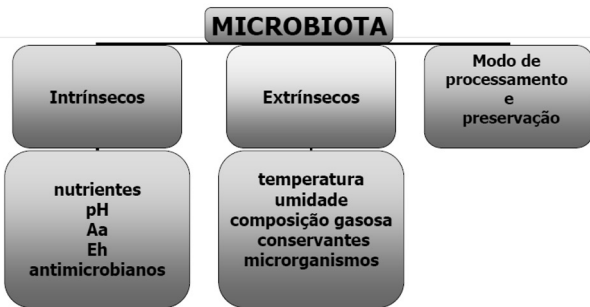 MICROBIOTA
Intrínsecos
Extrínsecos
Modo de
processamento
e
preservação
nutrientes
pH
Aa
Eh
antimicrobianos
temperatura
umidade
composição gasosa
conservantes
microrganismos